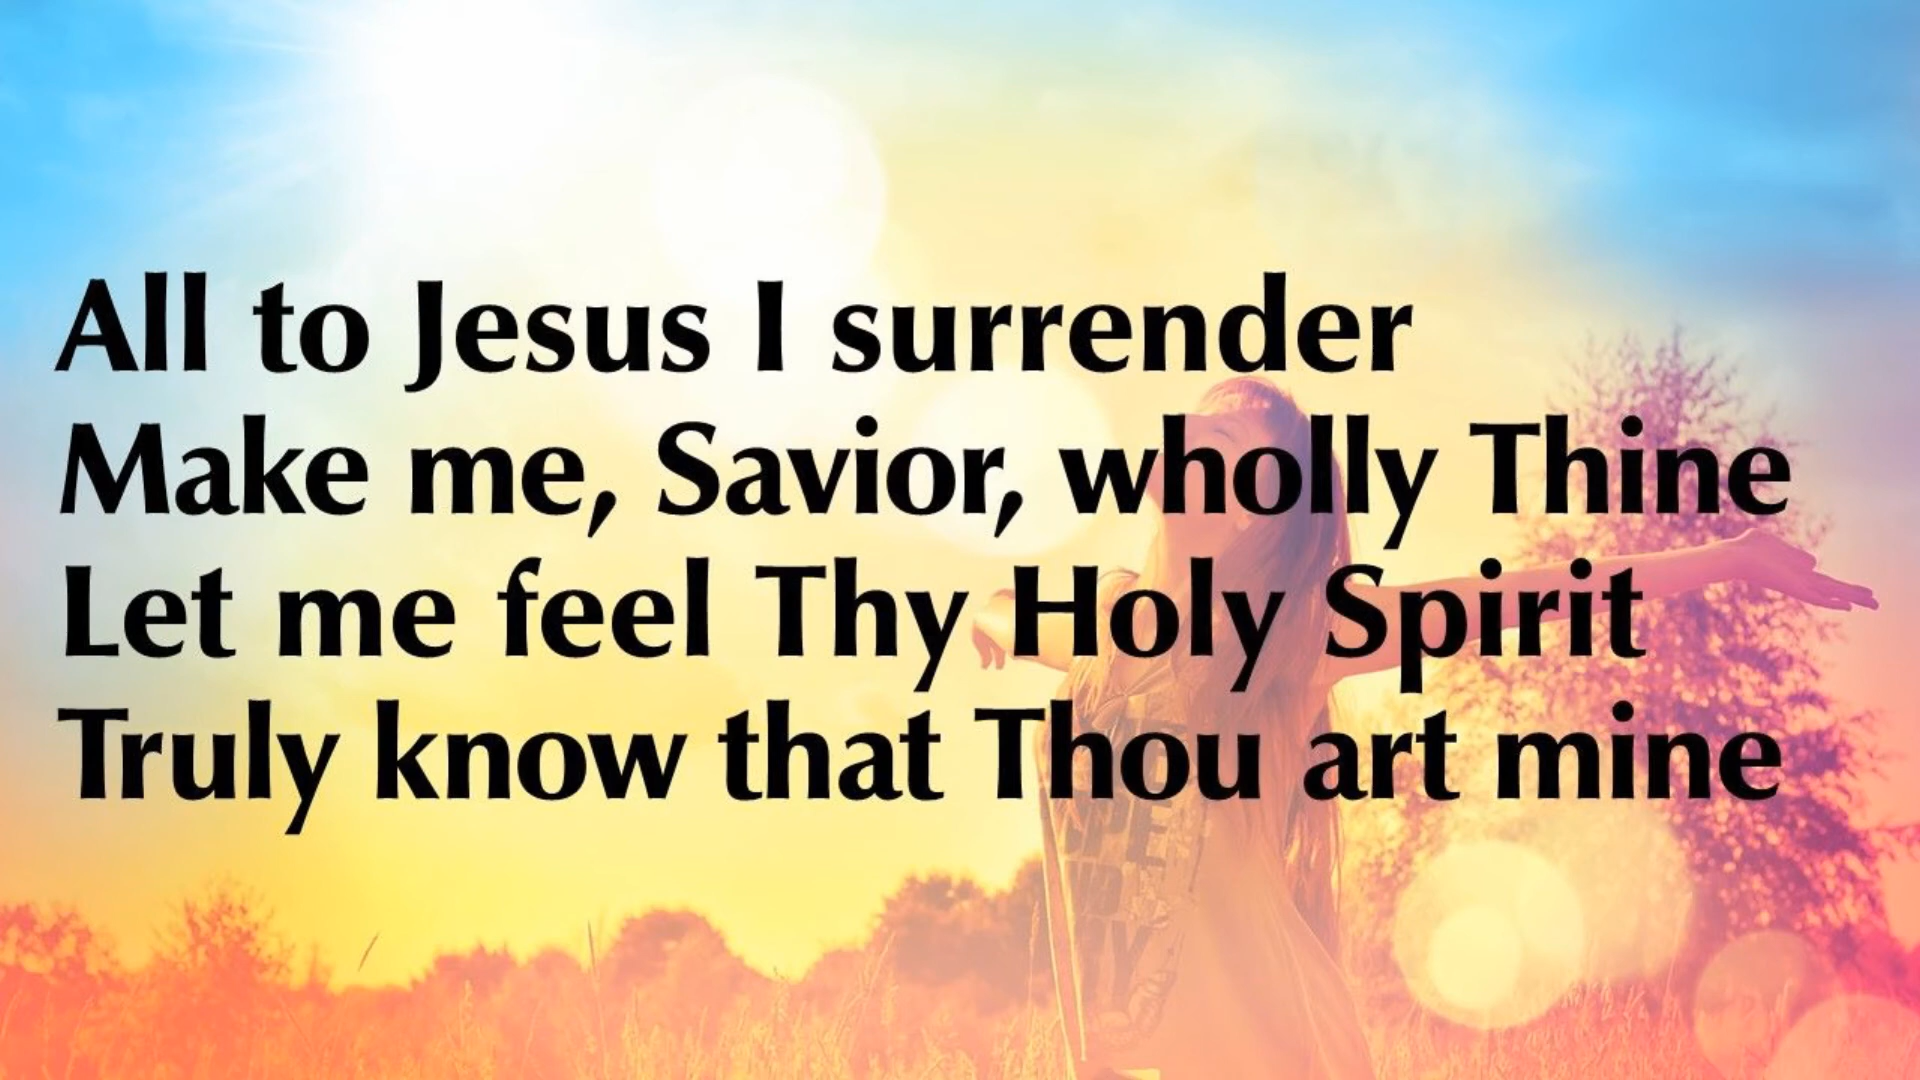 All to Jesus I surrender
Make me, Savior, wholly Thine
Let me feel Thy Holy Spirit
Truly know that Thou art mine